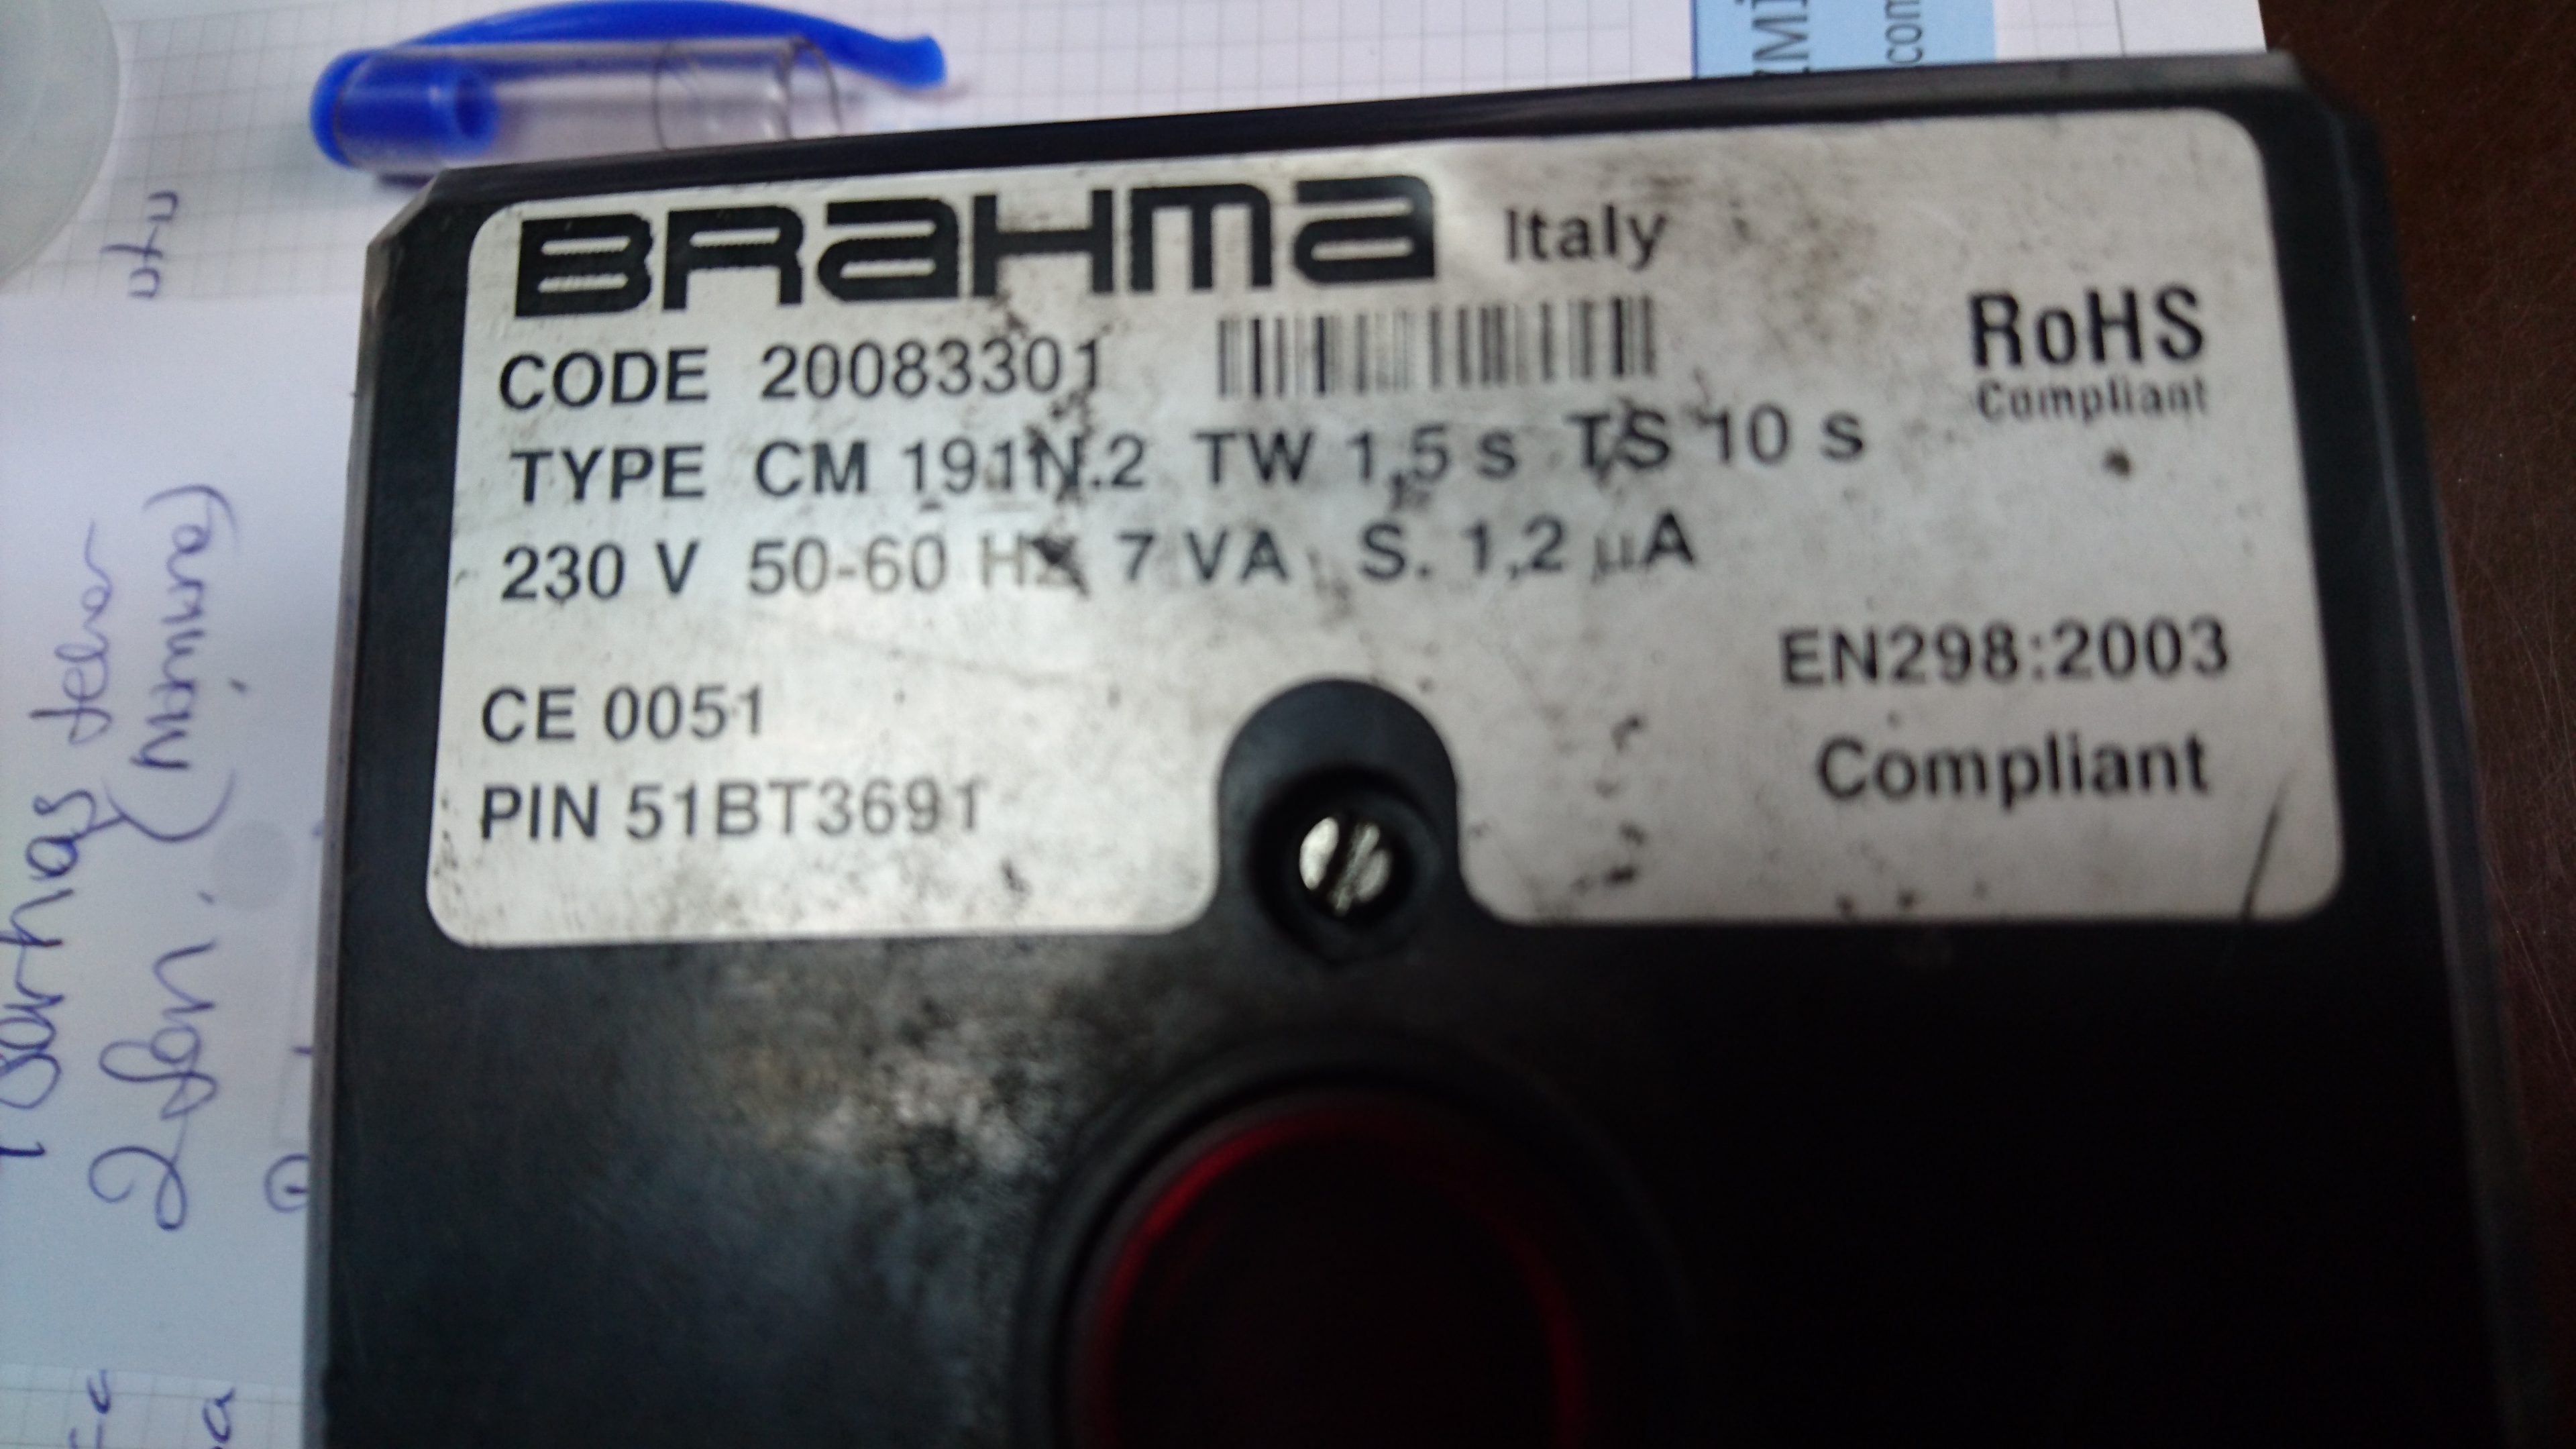 BRAHMA Italy
CODE 20083301
RoHS
Compliant
TYPE CM 191N.2 TW 1,5 s TS 10 s
230 V 50-60 Hz 7 VA S. 1,2 µA
CE 0051
PIN 51BT3691
EN298:2003
Compliant